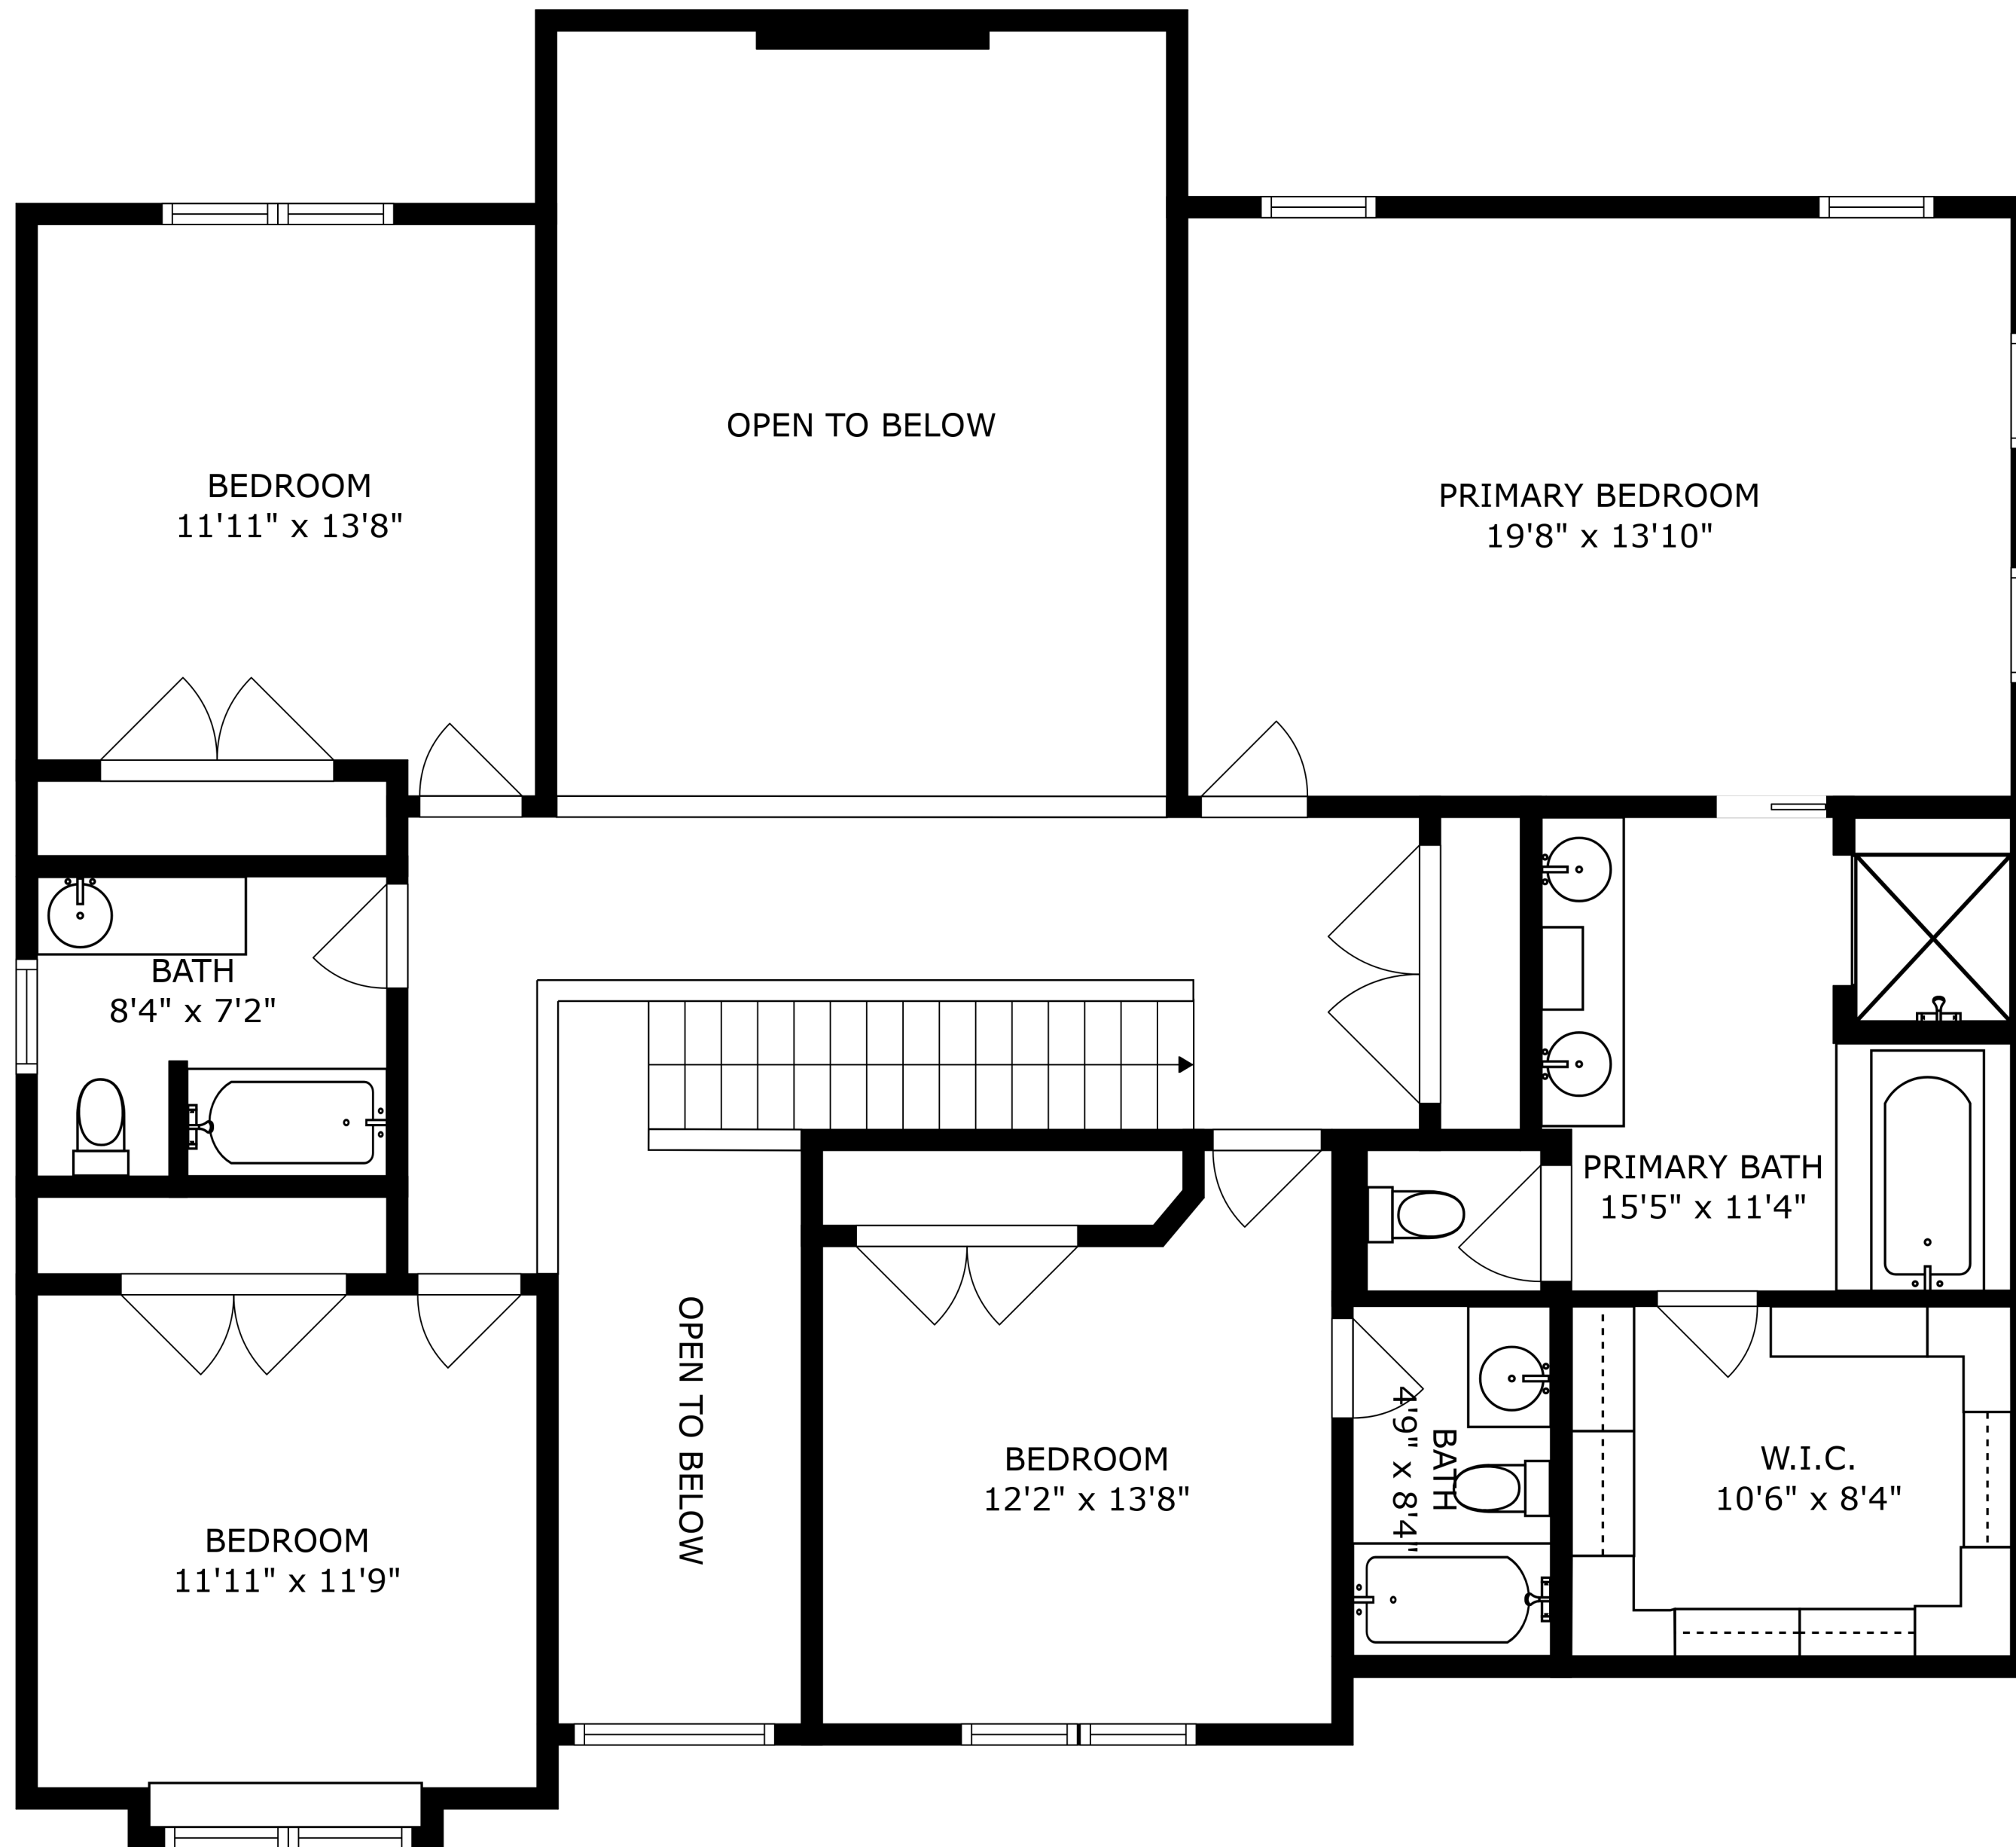 OPEN TO BELOW
BEDROOM
11'11" x 13'8"
PRIMARY BEDROOM
19'8" x 13'10"
BATH
8'4" x 7'2"
PRIMARY BATH
15'5" x 11'4"
OPEN TO BELOW
BEDROOM
12'2" x 13'8"
BATH
4'9" x 8'4"
W.I.C.
10'6" x 8'4"
BEDROOM
11'11" x 11'9"